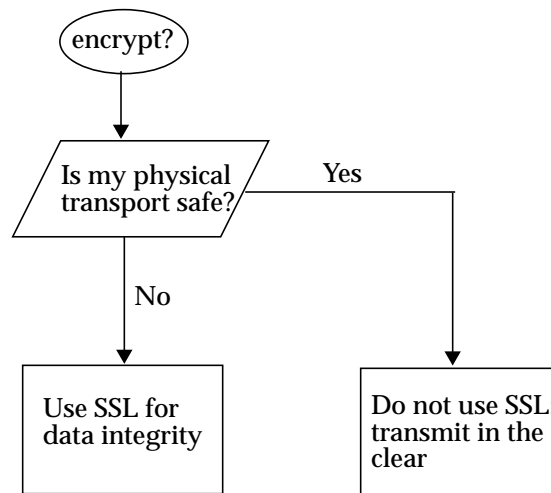 encrypt?
Is my physical
transport safe?
Yes
No
Use SSL for
data integrity
Do not use SSL
transmit in the
clear